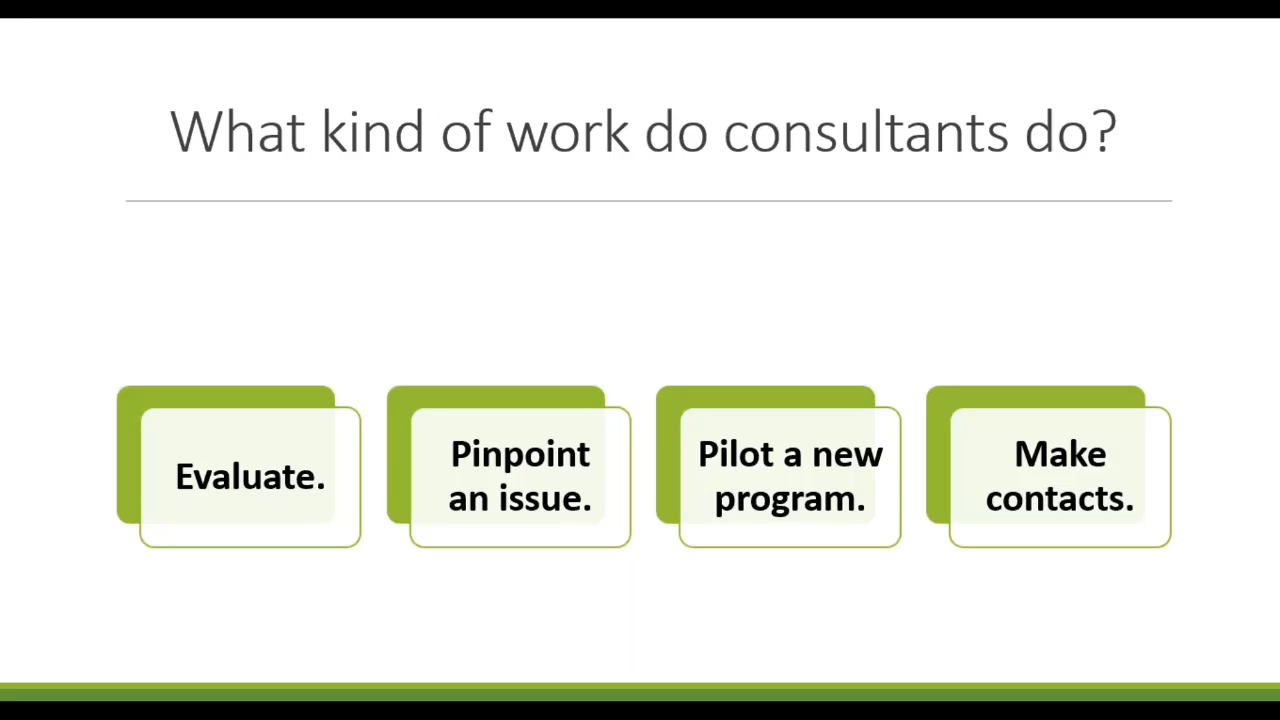 What kind of work do consultants do?
Evaluate.
Pinpoint
an issue.
Pilot a new
program.
Make
contacts.